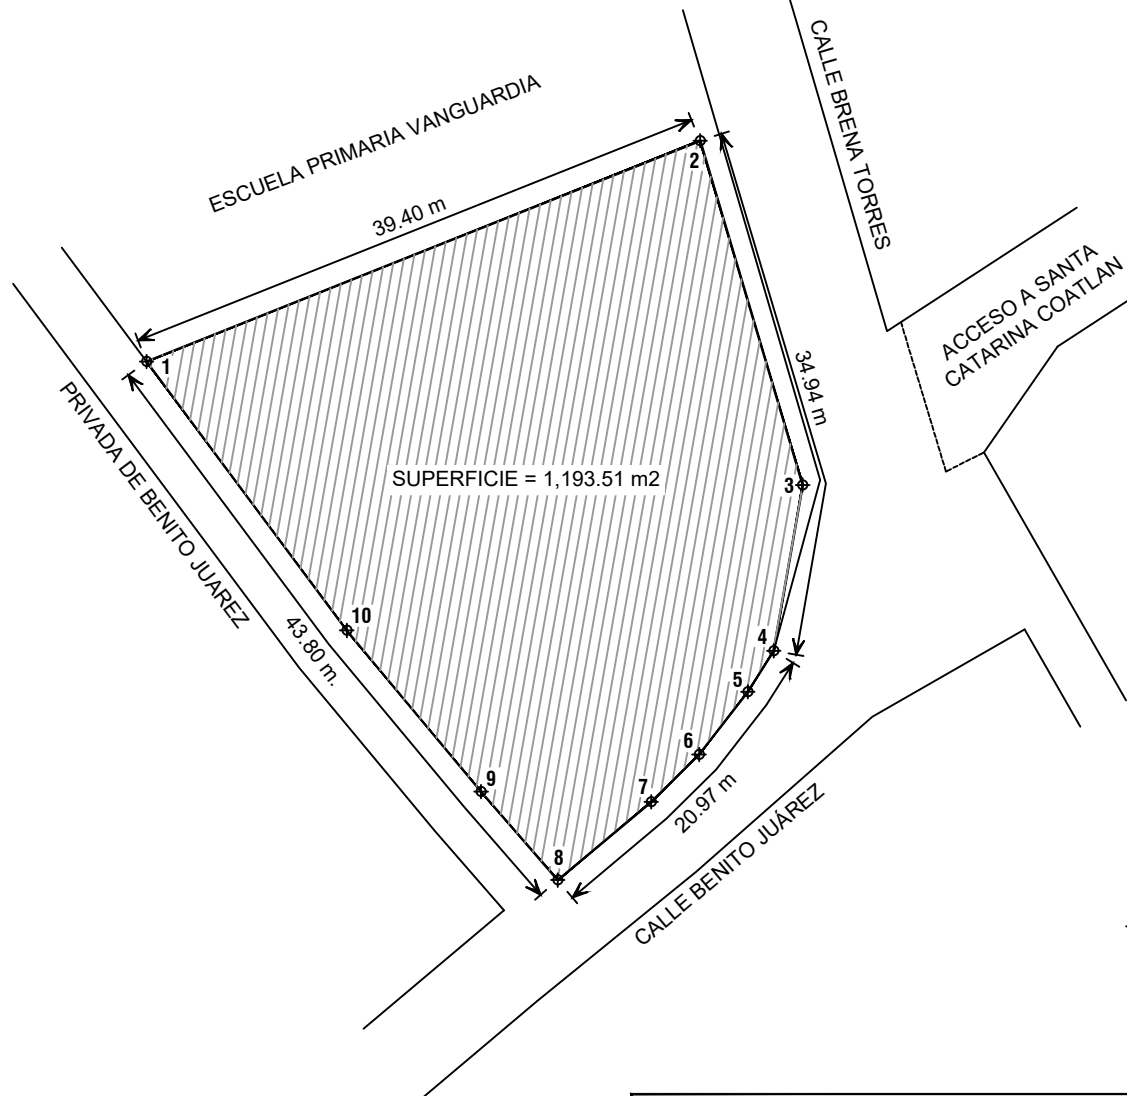 CALLE BRENA TORRES
ESCUELA PRIMARIA VANGUARDIA
2
39.40 m
ACCESO A SANTA
CATARINA COATLAN
1
34.94 m
PRIVADA DE BENITO JUAREZ
SUPERFICIE = 1,193.51 m2
3
10
43.80 m.
4
5
6
9
7
20.97 m
8
CALLE BENITO JUÁREZ